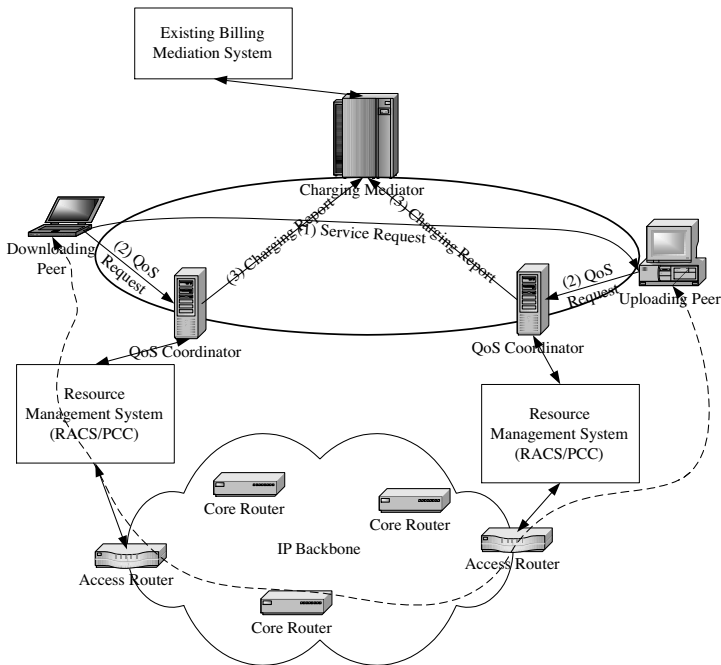 Existing Billing
Mediation System
Charging Mediator
Downloading
Peer
(1) Service Request
(2) QoS
Request
(3) Charging Report
(3) Charging Report
(2) QoS
Request
Uploading Peer
QoS Coordinator
QoS Coordinator
Resource
Management System
(RACS/PCC)
Resource
Management System
(RACS/PCC)
Core Router
Core Router
IP Backbone
Access Router
Access Router
Core Router